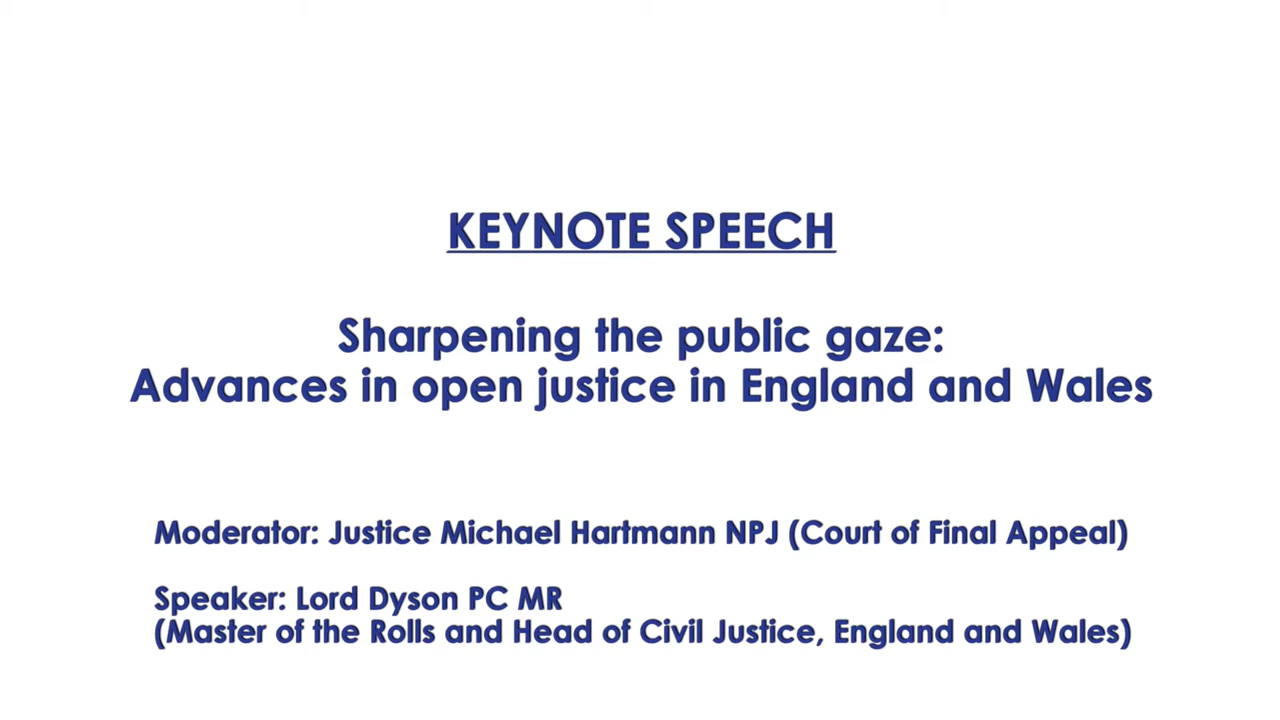 KEYNOTE SPEECH
Sharpening the public gaze:
Advances in open justice in England and Wales
Moderator: Justice Michael Hartmann NPJ (Court of Final Appeal)
Speaker: Lord Dyson PC MR
(Master of the Rolls and Head of Civil Justice, England and Wales)